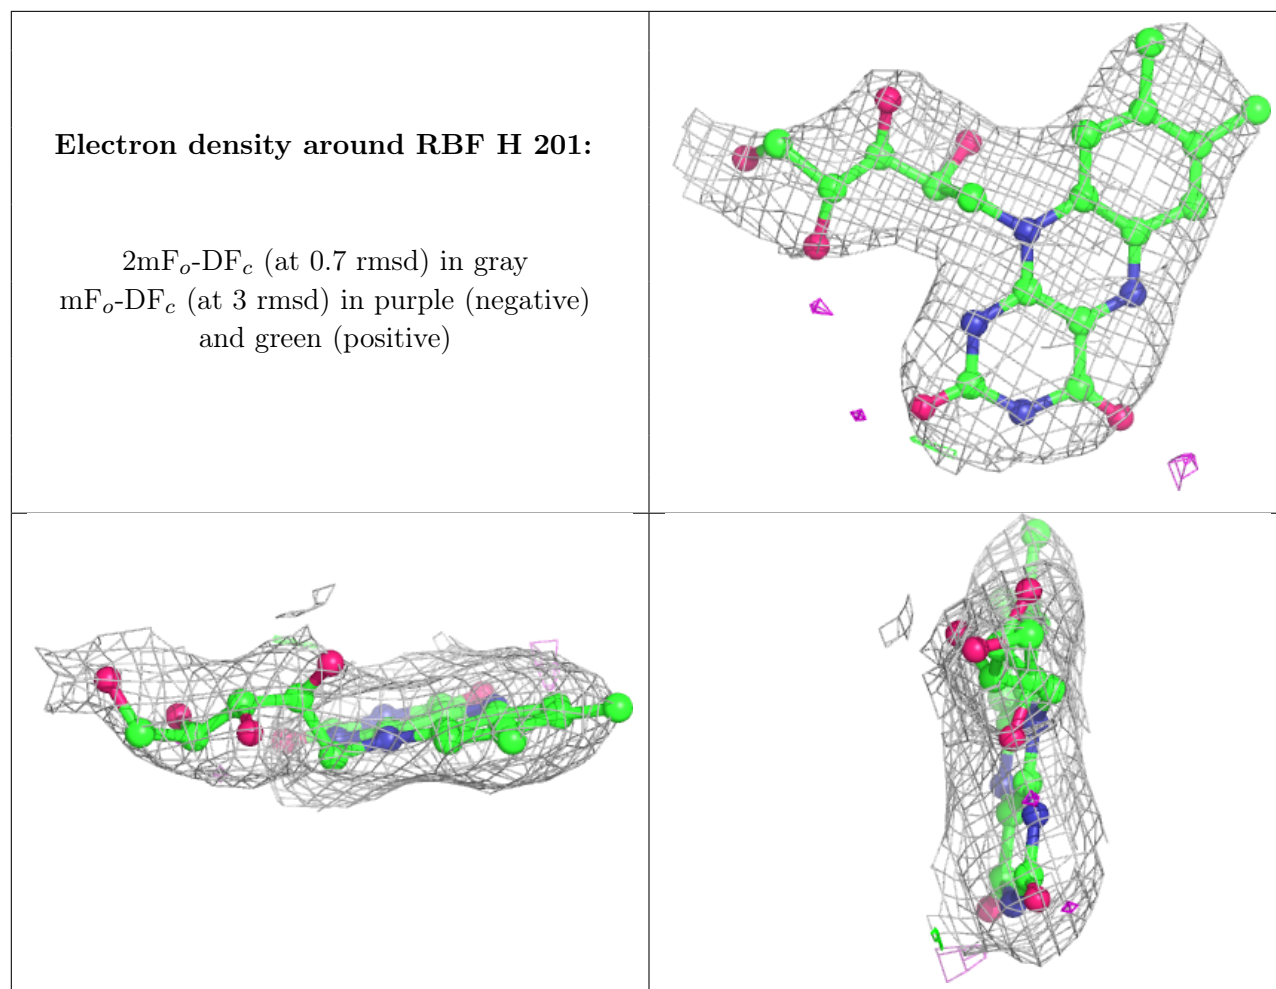 Electron density around RBF H 201:
2mFₒ-DF𝒸 (at 0.7 rmsd) in gray
mFₒ-DF𝒸 (at 3 rmsd) in purple (negative)
and green (positive)